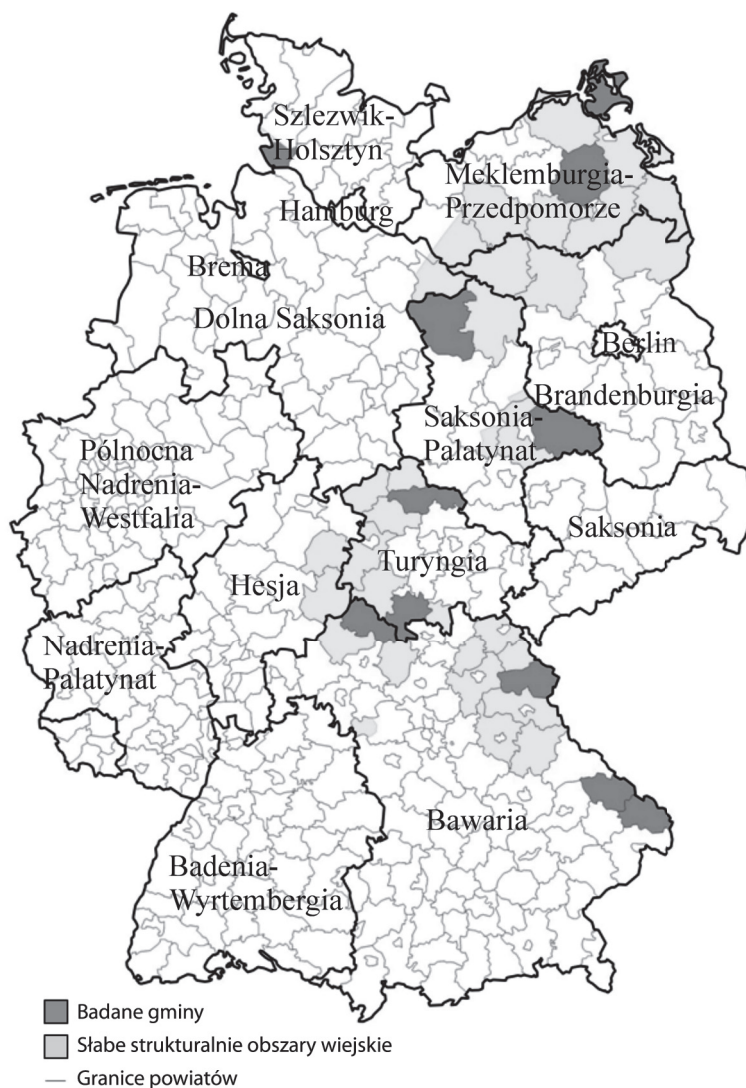 Szlezwik-
Holsztyn
Meklemburgia-
Przedpomorze
Hamburg
Brema
Dolna Saksonia
Berlin
Brandenburgia
Saksonia-
Palatynat
Pólnocna
Nadrenia-
Westfalia
Saksonia
Turyngia
Hesja
Nadrenia-
Palatynat
Bawaria
Badenia-
Wyrtembergia
Badane gminy
Słabe strukturalnie obszary wiejskie
Granice powiatów